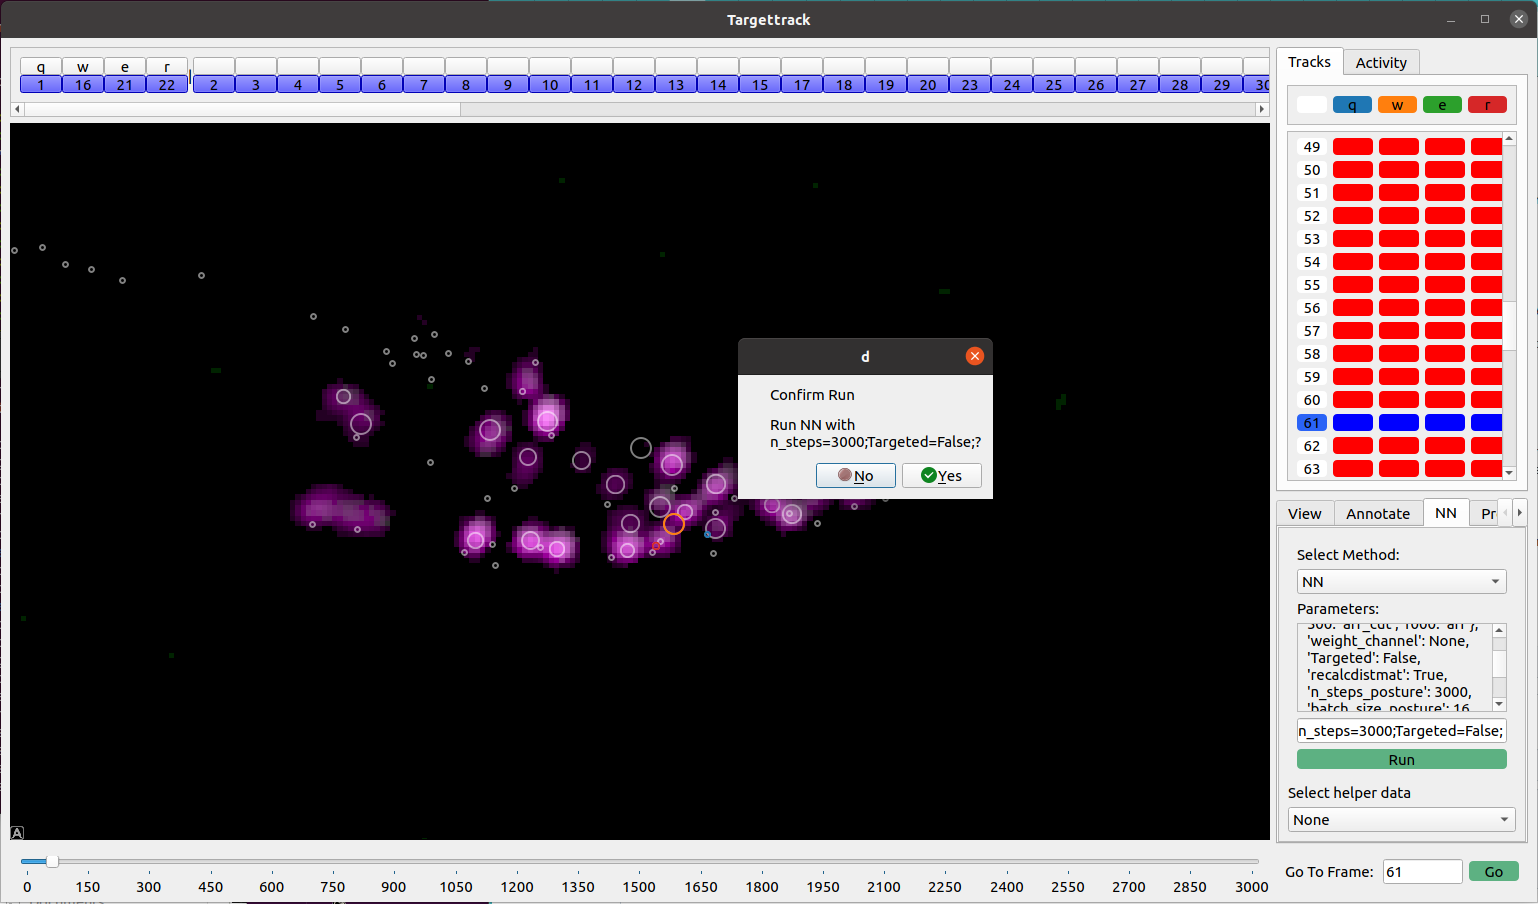 Targettrack
q w e r
1 16 21 22 2 3 4 5 6 7 8 9 10 11 12 13 14 15 16 17 18 19 20 23 24 25 26 27 28 29 30
Tracks Activity
q w e r
49
50
51
52
53
54
55
56
57
58
59
60
61
62
63
d
Confirm Run
Run NN with
n_steps=3000;Targeted=False;?
No Yes
View Annotate NN Pr
Select Method:
NN
Parameters:
300: 'arr_cut', 1000: 'arr'},
'weight_channel': None,
'Targeted': False,
'recalcdistmat': True,
'n_steps_posture': 3000,
'batch_size_posture': 16,
n_steps=3000;Targeted=False;
Run
Select helper data
None
A
0 150 300 450 600 750 900 1050 1200 1350 1500 1650 1800 1950 2100 2250 2400 2550 2700 2850 3000
Go To Frame: 61 Go